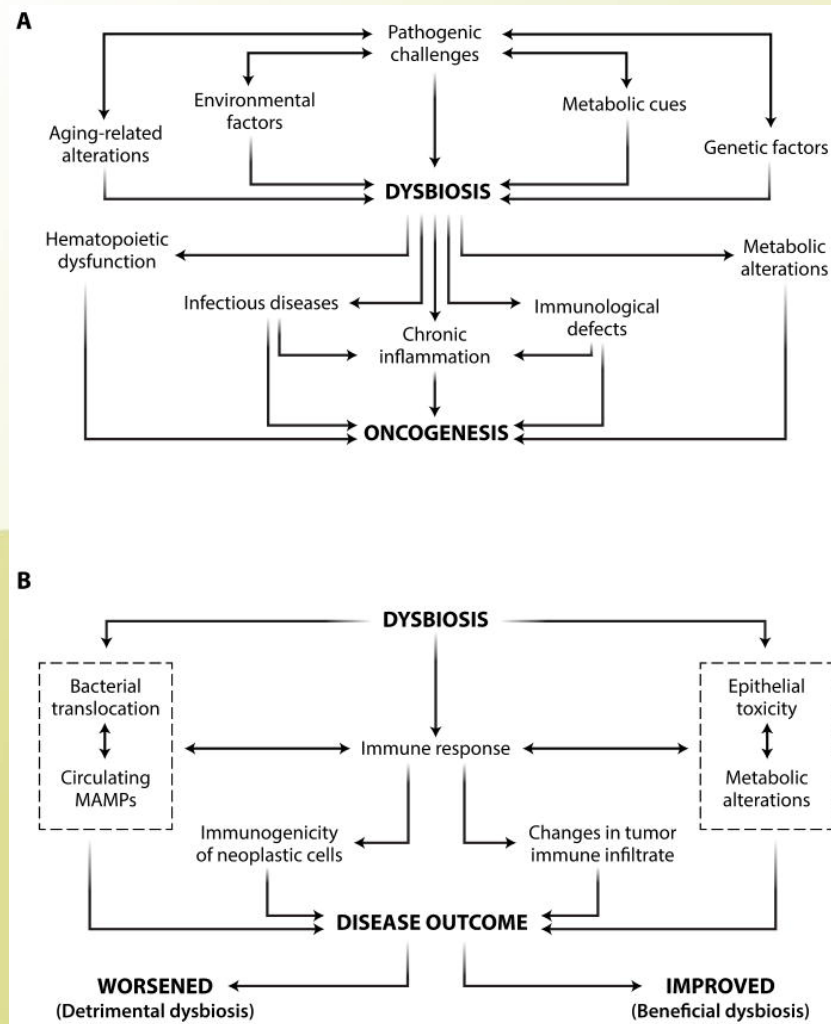 A
Pathogenic
challenges
Environmental
factors
Metabolic cues
Aging-related
alterations
Genetic factors
DYSBIOSIS
Hematopoietic
dysfunction
Metabolic
alterations
Infectious diseases
Immunological
defects
Chronic
inflammation
ONCOGENESIS
B
DYSBIOSIS
Bacterial
translocation
Circulating
MAMPs
Immune response
Epithelial
toxicity
Metabolic
alterations
Immunogenicity
of neoplastic cells
Changes in tumor
immune infiltrate
DISEASE OUTCOME
WORSENED
(Detrimental dysbiosis)
IMPROVED
(Beneficial dysbiosis)